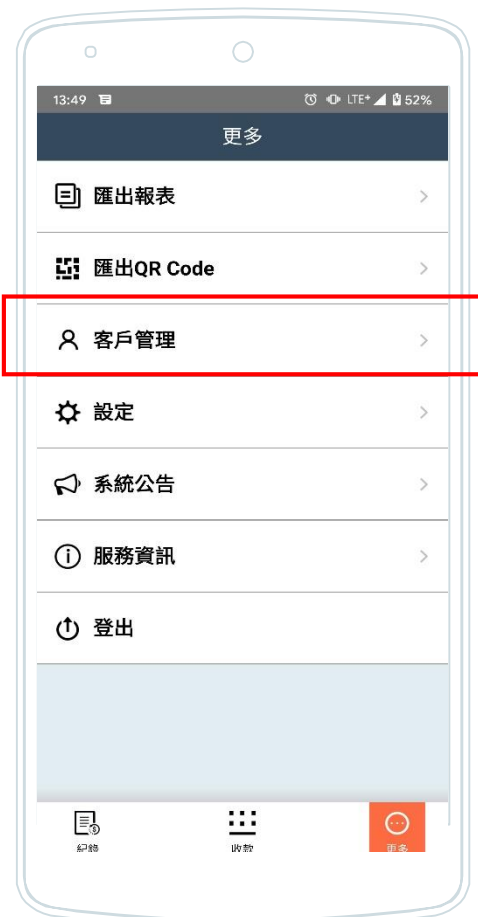 13:49 LTE+ 52%
更多
匯出報表
匯出QR Code
客戶管理
設定
系統公告
服務資訊
登出
紀錄 收款 更多